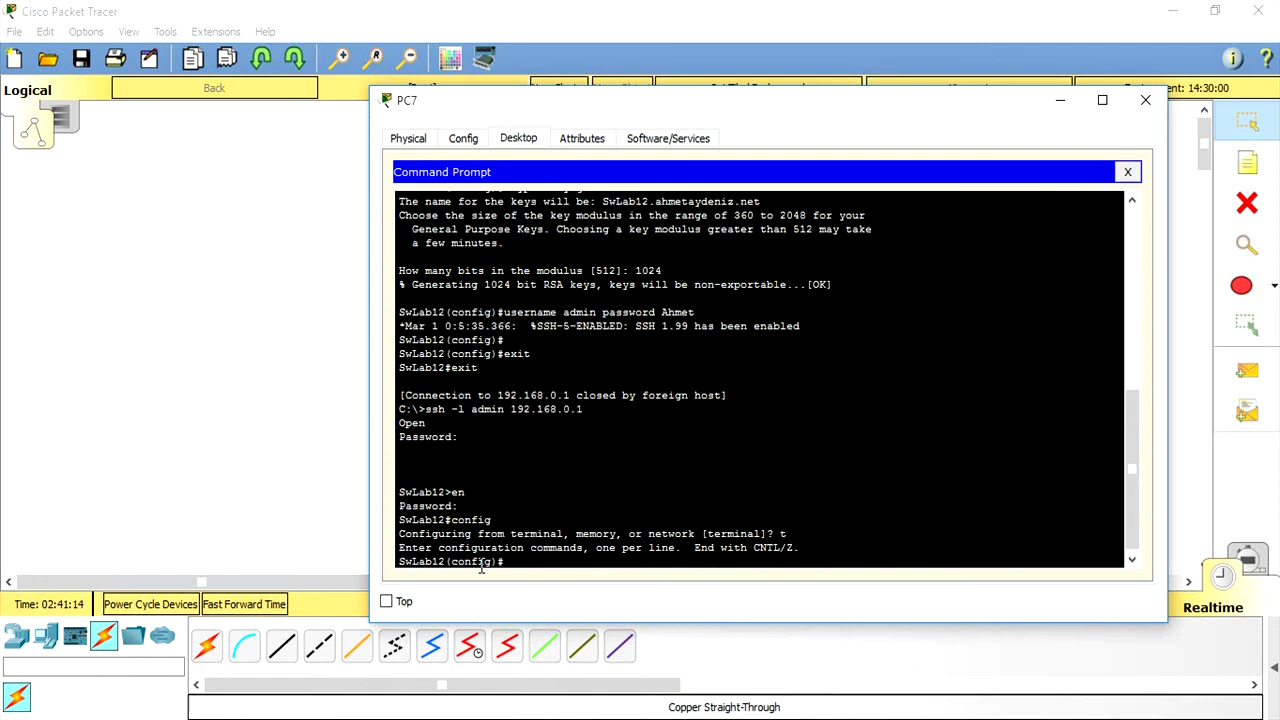 Cisco Packet Tracer
File Edit Options View Tools Extensions Help
Logical
Back
14:30:00
PC7
Physical Config Desktop Attributes Software/Services
Command Prompt
X
The name for the keys will be: SwLab12.ahmetaydeniz.net
Choose the size of the key modulus in the range of 360 to 2048 for your
General Purpose Keys. Choosing a key modulus greater than 512 may take
a few minutes.
How many bits in the modulus [512]: 1024
% Generating 1024 bit RSA keys, keys will be non-exportable...[OK]
SwLab12(config)#username admin password Ahmet
*Mar 1 0:5:35.366: %SSH-5-ENABLED: SSH 1.99 has been enabled
SwLab12(config)#
SwLab12(config)#exit
SwLab12#exit
[Connection to 192.168.0.1 closed by foreign host]
C:\>ssh -l admin 192.168.0.1
Open
Password:
SwLab12>en
Password:
SwLab12#config
Configuring from terminal, memory, or network [terminal]? t
Enter configuration commands, one per line. End with CNTL/Z.
SwLab12(config)#
Top
Time: 02:41:14 Power Cycle Devices Fast Forward Time
Realtime
Copper Straight-Through